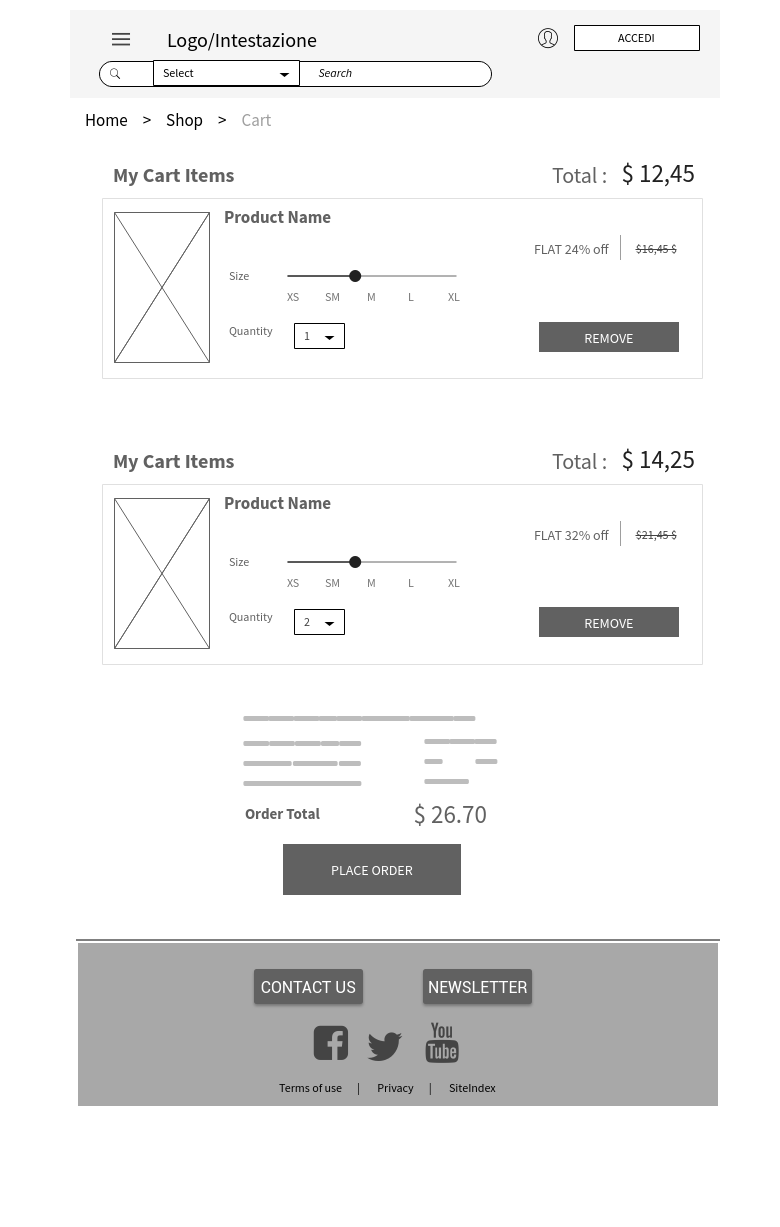 Logo/Intestazione
ACCEDI
Select
Search
Home > Shop > Cart
My Cart Items Total : $ 12,45
Product Name
FLAT 24% off $16,45 $
Size
XS SM M L XL
Quantity 1
REMOVE
My Cart Items Total : $ 14,25
Product Name
FLAT 32% off $21,45 $
Size
XS SM M L XL
Quantity 2
REMOVE
Order Total $ 26.70
PLACE ORDER
CONTACT US NEWSLETTER
You
Tube
Terms of use | Privacy | SiteIndex